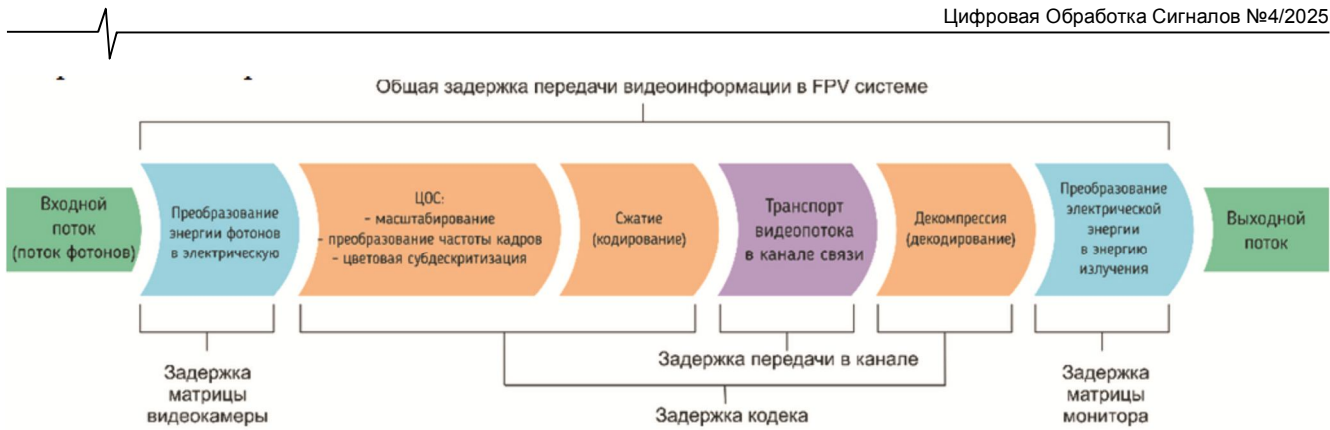 Цифровая Обработка Сигналов №4/2025
Общая задержка передачи видеоинформации в FPV системе
Входной
поток
(поток фотонов)
Преобразование
энергии фотонов
в электрическую
ЦОС:
- масштабирование
- преобразование частоты кадров
- цветовая субдескритизация
Сжатие
(кодирование)
Транспорт
видеопотока
в канале связи
Декомпрессия
(декодирование)
Преобразование
электрической
энергии
в энергию
излучения
Выходной
поток
Задержка
матрицы
видеокамеры
Задержка передачи в канале
Задержка кодека
Задержка
матрицы
монитора